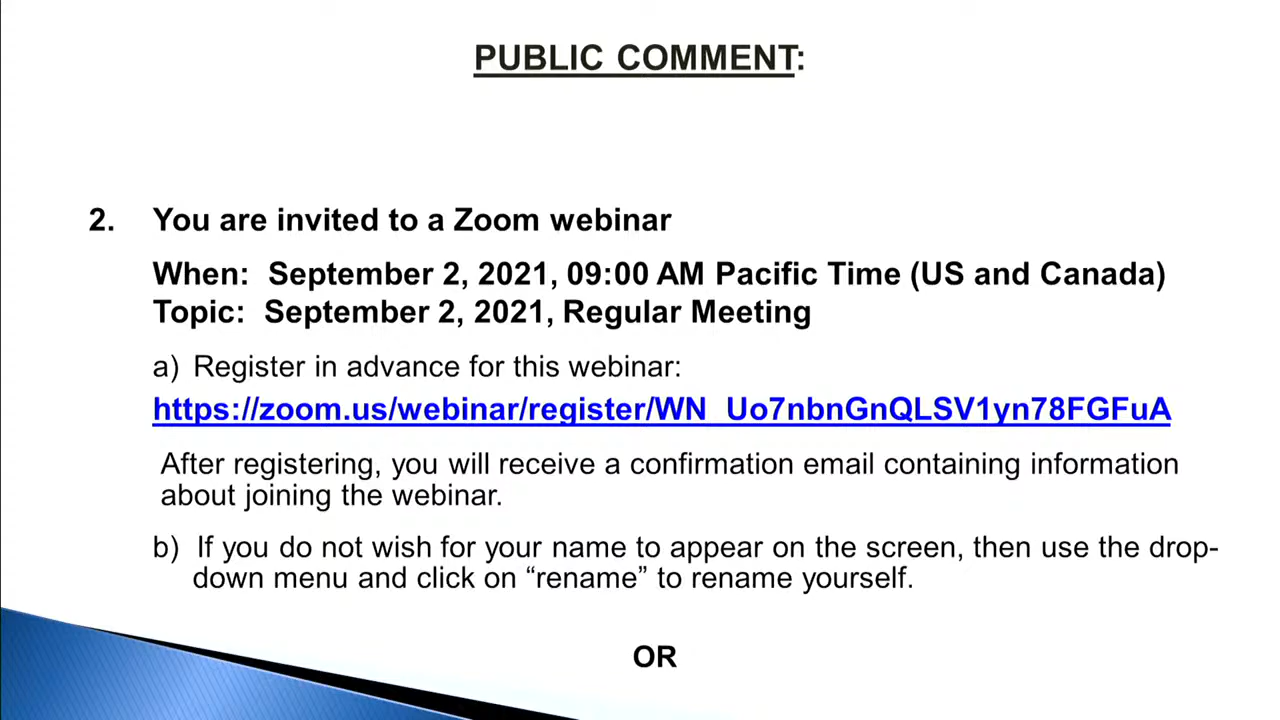 PUBLIC COMMENT:
2. You are invited to a Zoom webinar
When: September 2, 2021, 09:00 AM Pacific Time (US and Canada)
Topic: September 2, 2021, Regular Meeting
a) Register in advance for this webinar:
https://zoom.us/webinar/register/WN_Uo7nbnGnQLSV1yn78FGFuA
After registering, you will receive a confirmation email containing information
about joining the webinar.
b) If you do not wish for your name to appear on the screen, then use the drop-
down menu and click on “rename” to rename yourself.
OR